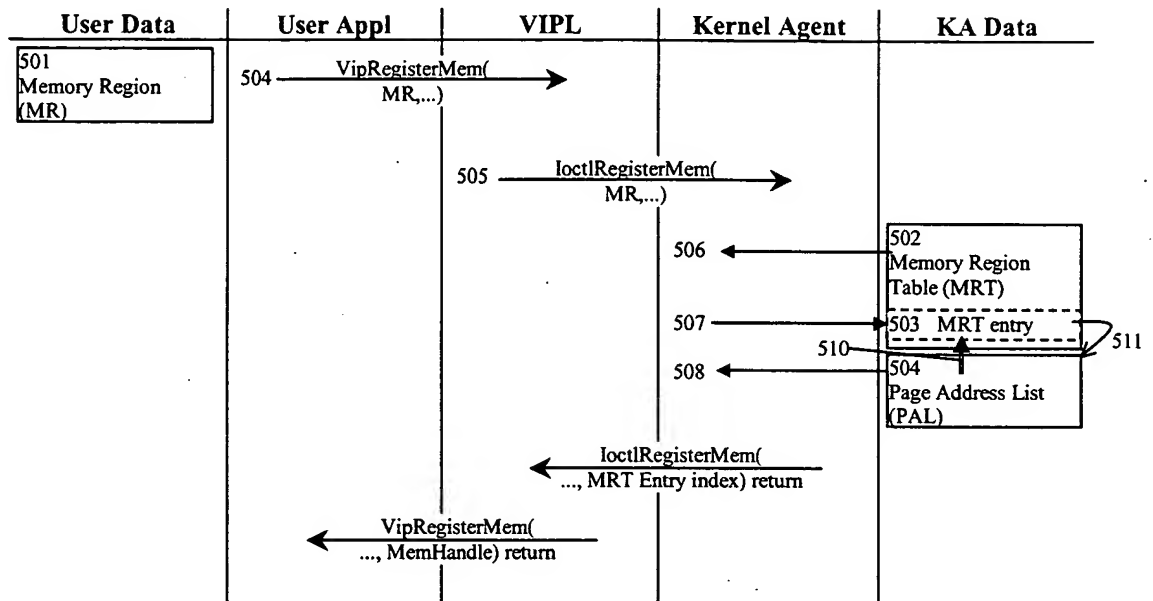 User Data User Appl VIPL Kernel Agent KA Data
501
Memory Region
(MR)
504 VipRegisterMem(
MR,...)
505 IoctlRegisterMem(
MR,...)
506
502
Memory Region
Table (MRT)
507
503 MRT entry
510
511
508
504
Page Address List
(PAL)
IoctlRegisterMem(
..., MRT Entry index) return
VipRegisterMem(
..., MemHandle) return